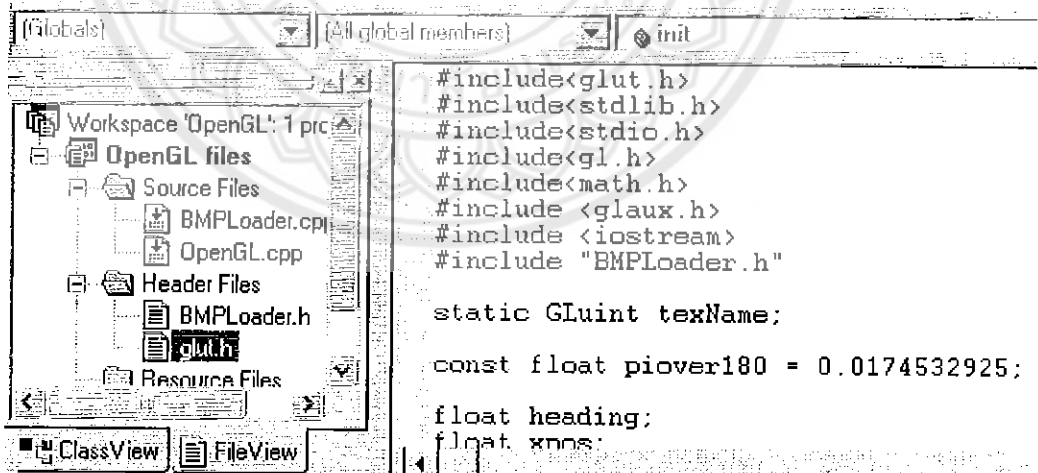 (Globals)
(All global members)
init
Workspace 'OpenGL': 1 proj
OpenGL files
Source Files
BMPLoader.cpp
OpenGL.cpp
Header Files
BMPLoader.h
glut.h
Resource Files
ClassView
FileView
#include<glut.h>
#include<stdlib.h>
#include<stdio.h>
#include<gl.h>
#include<math.h>
#include <glaux.h>
#include <iostream>
#include "BMPLoader.h"
static GLuint texName;
const float piover180 = 0.0174532925;
float heading;
float xpos;